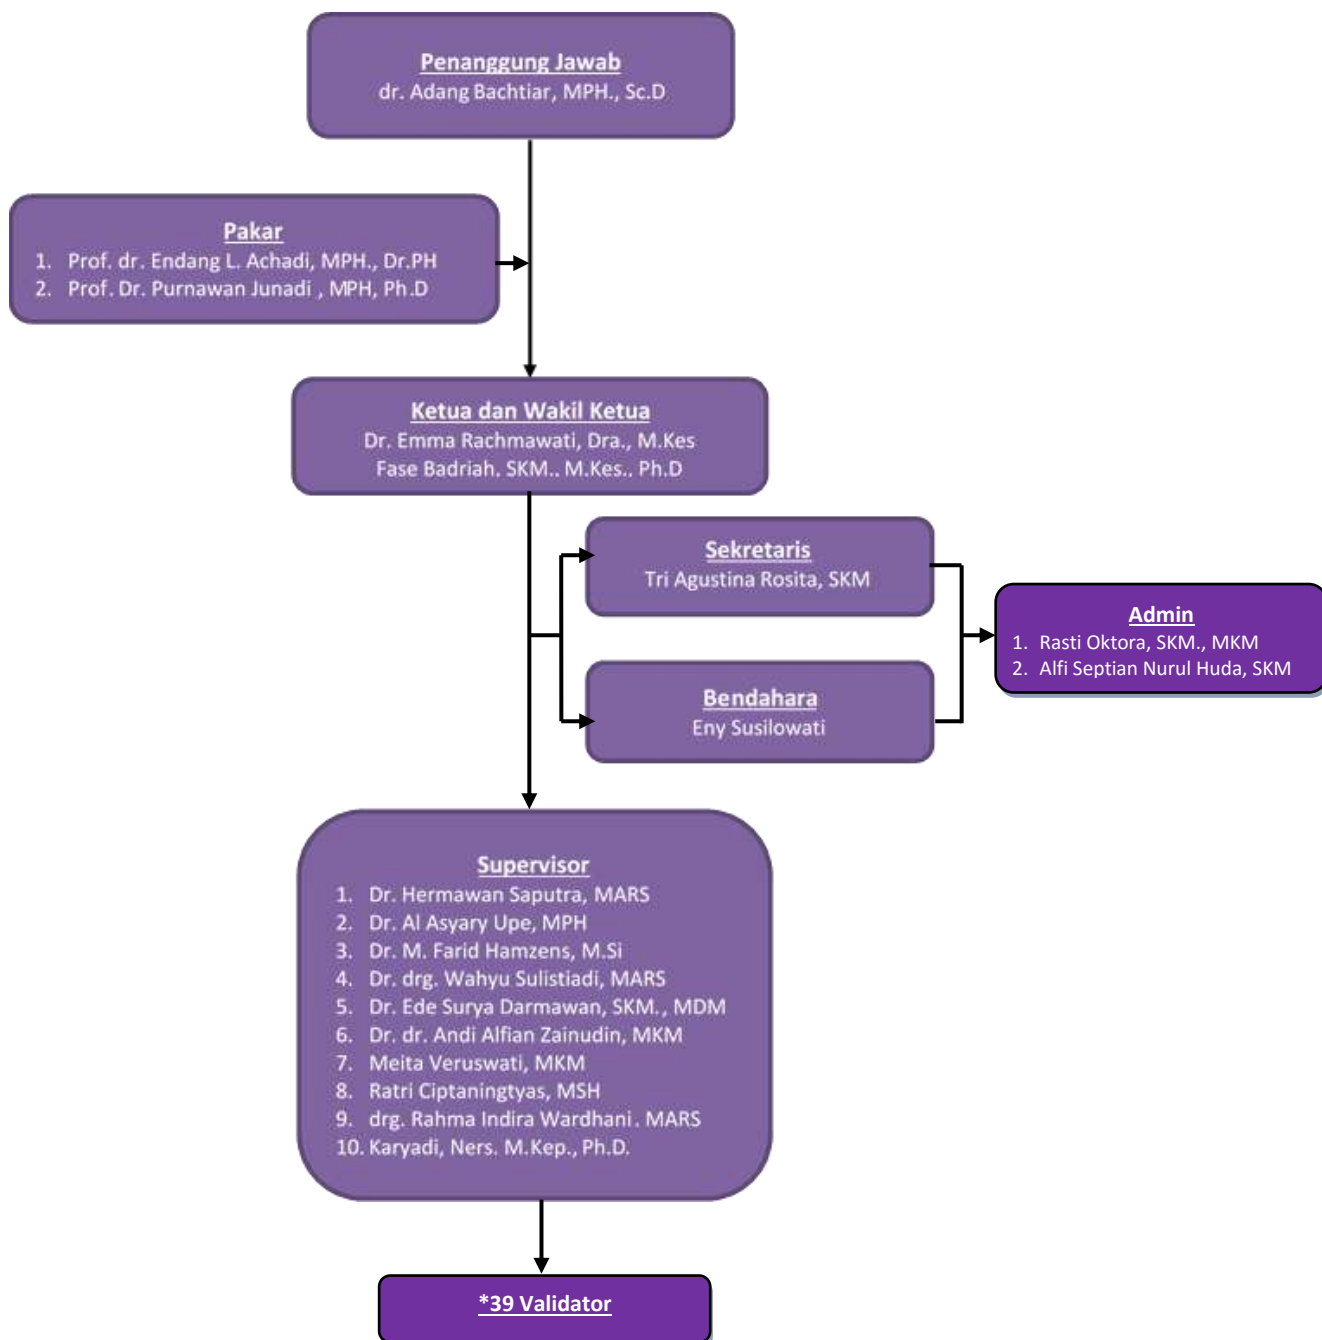 Penanggung Jawab
dr. Adang Bachtiar, MPH., Sc.D
Pakar
1. Prof. dr. Endang L. Achadi, MPH., Dr.PH
2. Prof. Dr. Purnawan Junadi , MPH, Ph.D
Ketua dan Wakil Ketua
Dr. Emma Rachmawati, Dra., M.Kes
Fase Badriah. SKM.. M.Kes.. Ph.D
Sekretaris
Tri Agustina Rosita, SKM
Bendahara
Eny Susilowati
Admin
1. Rasti Oktora, SKM., MKM
2. Alfi Septian Nurul Huda, SKM
Supervisor
1. Dr. Hermawan Saputra, MARS
2. Dr. Al Asyary Upe, MPH
3. Dr. M. Farid Hamzens, M.Si
4. Dr. drg. Wahyu Sulistiadi, MARS
5. Dr. Ede Surya Darmawan, SKM., MDM
6. Dr. dr. Andi Alfian Zainudin, MKM
7. Meita Veruswati, MKM
8. Ratri Ciptaningtyas, MSH
9. drg. Rahma Indira Wardhani. MARS
10. Karyadi, Ners. M.Kep., Ph.D.
*39 Validator